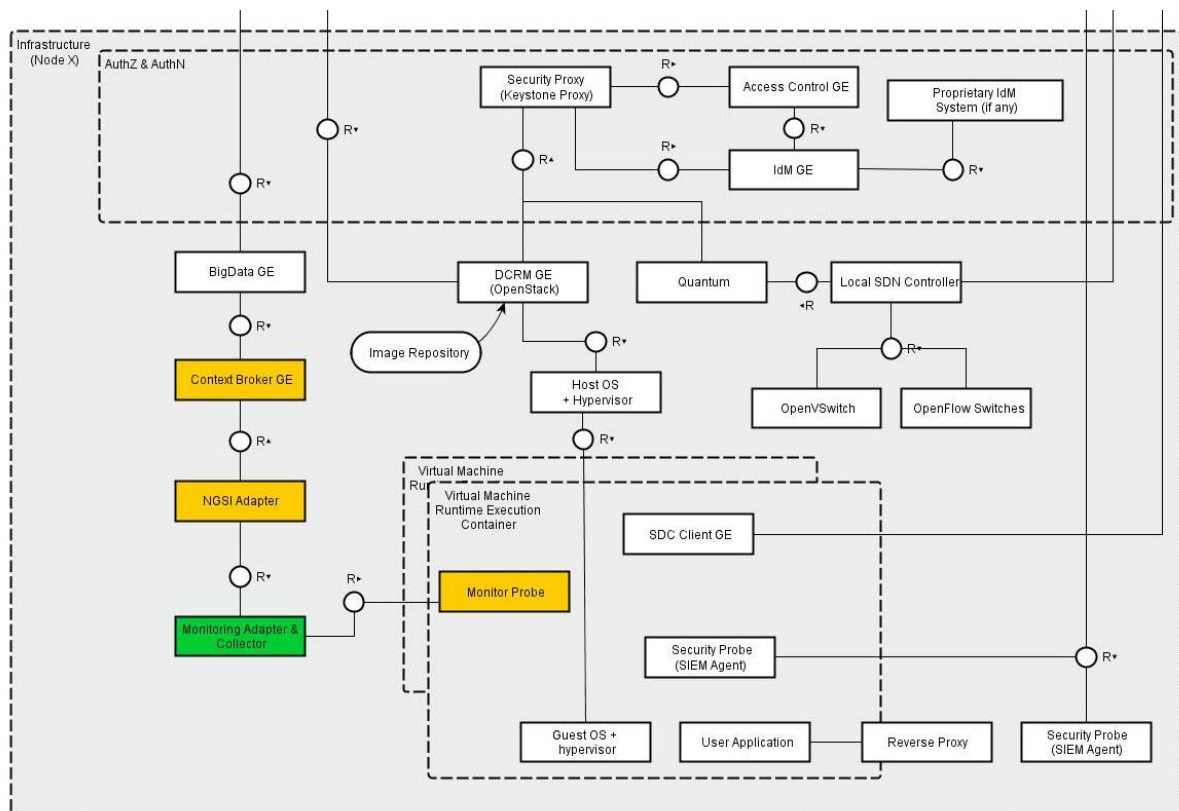 Infrastructure
(Node X)
AuthZ & AuthN
Security Proxy
(Keystone Proxy)
R▸
Access Control GE
Proprietary IdM
System (if any)
R▾
R▾
R▴
R▸
IdM GE
R▾
R▾
BigData GE
DCRM GE
(OpenStack)
Quantum
◂R
Local SDN Controller
R▾
Image Repository
R▾
R▾
Context Broker GE
Host OS
+ Hypervisor
OpenVSwitch
OpenFlow Switches
R▴
R▾
Virtual Machine
Ru
Virtual Machine
Runtime Execution
Container
NGSI Adapter
SDC Client GE
R▾
R▸
Monitor Probe
Monitoring Adapter &
Collector
Security Probe
(SIEM Agent)
R▾
Guest OS +
hypervisor
User Application
Reverse Proxy
Security Probe
(SIEM Agent)